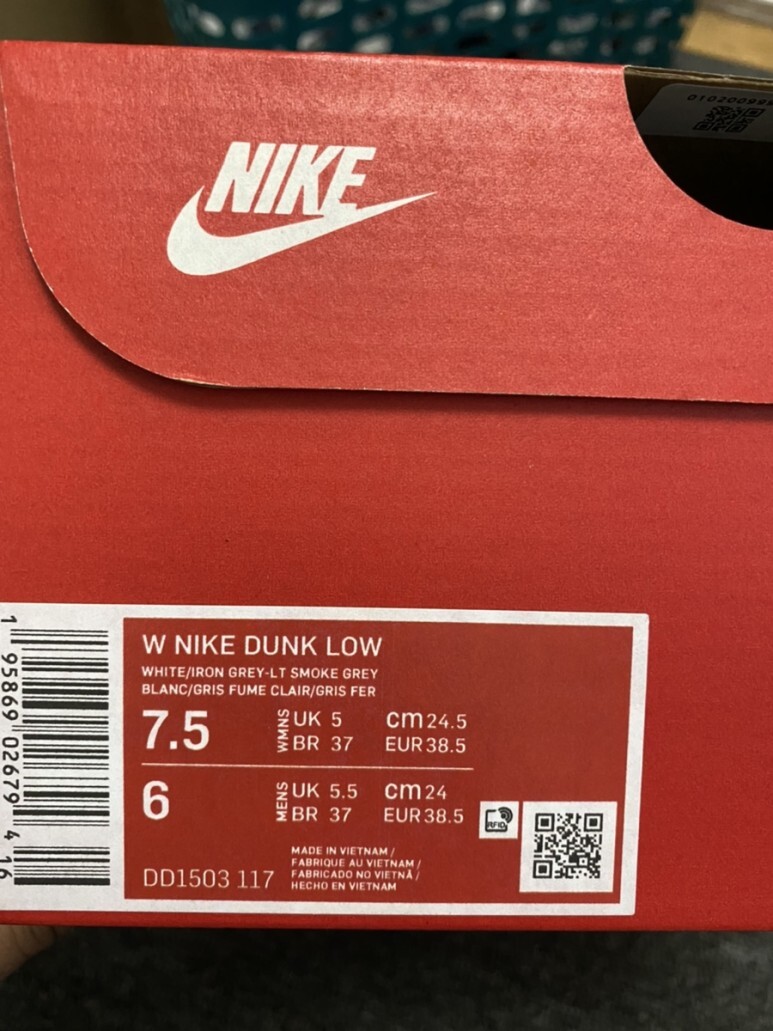 010200998
NIKE
W NIKE DUNK LOW
WHITE/IRON GREY-LT SMOKE GREY
BLANC/GRIS FUME CLAIR/GRIS FER
7.5 WMNS UK 5 cm 24.5
BR 37 EUR 38.5
6 MENS UK 5.5 cm 24
BR 37 EUR 38.5
RFID
MADE IN VIETNAM /
FABRIQUE AU VIETNAM /
FABRICADO NO VIETNÃ /
HECHO EN VIETNAM
DD1503 117
1 95869 02679 4 16